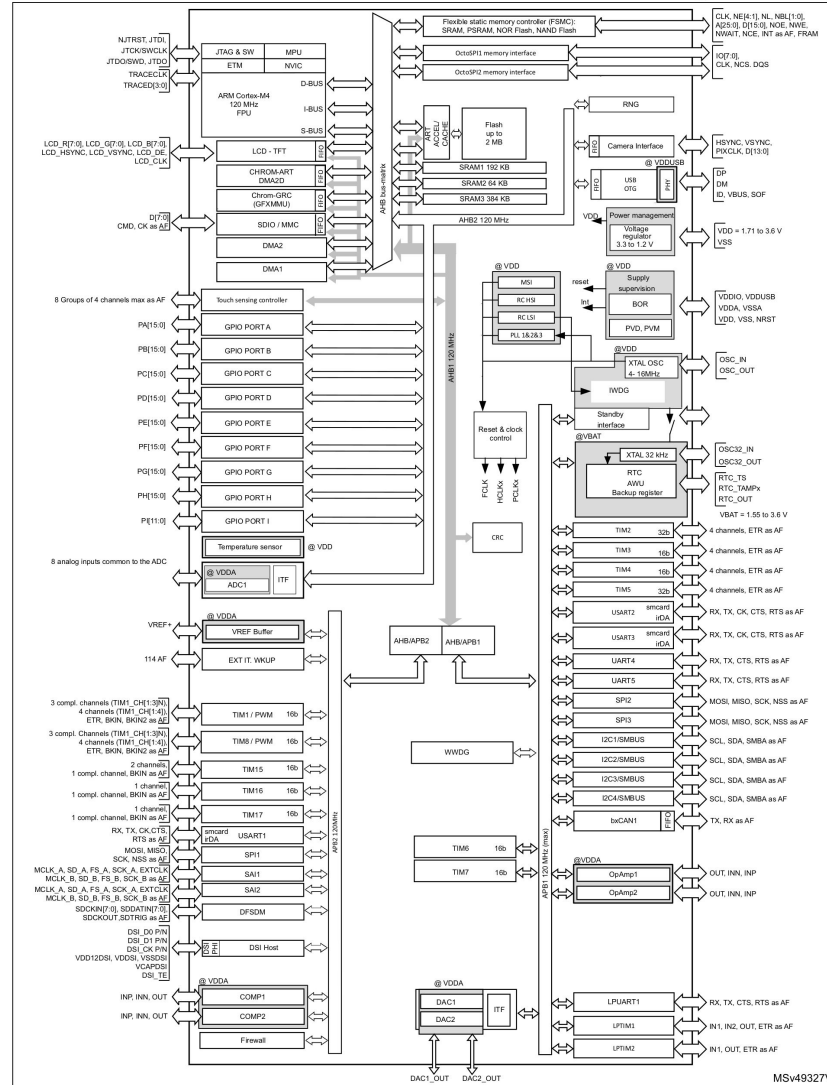 NJTRST, JTDI,
JTCK/SWCLK
JTDO/SWD, JTDO
TRACECLK
TRACED[3:0]
JTAG & SW
MPU
ETM
NVIC
ARM Cortex-M4
120 MHz
FPU
D-BUS
I-BUS
S-BUS
AHB bus-matrix
Flexible static memory controller (FSMC):
SRAM, PSRAM, NOR Flash, NAND Flash
CLK, NE[4:1], NL, NBL[1:0],
A[25:0], D[15:0], NOE, NWE,
NWAIT, NCE, INT as AF, FRAM
OctoSPI1 memory interface
OctoSPI2 memory interface
IO[7:0],
CLK, NCS. DQS
ART
ACCEL/
CACHE
Flash
up to
2 MB
SRAM1 192 KB
SRAM2 64 KB
SRAM3 384 KB
AHB2 120 MHz
RNG
FIFO
Camera Interface
HSYNC, VSYNC,
PIXCLK, D[13:0]
@ VDDUSB
FIFO
USB
OTG
PHY
DP
DM
ID, VBUS, SOF
LCD_R[7:0], LCD_G[7:0], LCD_B[7:0],
LCD_HSYNC, LCD_VSYNC, LCD_DE,
LCD_CLK
LCD - TFT
FIFO
CHROM-ART
DMA2D
FIFO
Chrom-GRC
(GFXMMU)
FIFO
D[7:0]
CMD, CK as AF
SDIO / MMC
FIFO
DMA2
DMA1
VDD
Power management
Voltage
regulator
3.3 to 1.2 V
VDD = 1.71 to 3.6 V
VSS
@ VDD
MSI
RC HSI
RC LSI
PLL 1&2&3
@ VDD
reset
Int
Supply
supervision
BOR
PVD, PVM
VDDIO, VDDUSB
VDDA, VSSA
VDD, VSS, NRST
8 Groups of 4 channels max as AF
Touch sensing controller
PA[15:0]
GPIO PORT A
PB[15:0]
GPIO PORT B
PC[15:0]
GPIO PORT C
PD[15:0]
GPIO PORT D
PE[15:0]
GPIO PORT E
PF[15:0]
GPIO PORT F
PG[15:0]
GPIO PORT G
PH[15:0]
GPIO PORT H
PI[11:0]
GPIO PORT I
AHB1 120 MHz
@VDD
XTAL OSC
4- 16MHz
IWDG
OSC_IN
OSC_OUT
Standby
interface
@VBAT
XTAL 32 kHz
RTC
AWU
Backup register
OSC32_IN
OSC32_OUT
RTC_TS
RTC_TAMPx
RTC_OUT
VBAT = 1.55 to 3.6 V
Reset & clock
control
FCLK
HCLKx
PCLKx
CRC
Temperature sensor
@ VDD
8 analog inputs common to the ADC
@ VDDA
ADC1
ITF
VREF+
@ VDDA
VREF Buffer
114 AF
EXT IT. WKUP
AHB/APB2
AHB/APB1
3 compl. channels (TIM1_CH[1:3]N),
4 channels (TIM1_CH[1:4]),
ETR, BKIN, BKIN2 as AF
TIM1 / PWM
16b
3 compl. Channels (TIM1_CH[1:3]N),
4 channels (TIM1_CH[1:4]),
ETR, BKIN, BKIN2 as AF
TIM8 / PWM
16b
2 channels,
1 compl. channel, BKIN as AF
TIM15
16b
1 channel,
1 compl. channel, BKIN as AF
TIM16
16b
1 channel,
1 compl. channel, BKIN as AF
TIM17
16b
RX, TX, CK,CTS,
RTS as AF
smcard
irDA
USART1
MOSI, MISO,
SCK, NSS as AF
SPI1
MCLK_A, SD_A, FS_A, SCK_A, EXTCLK
MCLK_B, SD_B, FS_B, SCK_B as AF
SAI1
MCLK_A, SD_A, FS_A, SCK_A, EXTCLK
MCLK_B, SD_B, FS_B, SCK_B as AF
SAI2
SDCKIN[7:0], SDDATIN[7:0],
SDCKOUT,SDTRIG as AF
DFSDM
DSI_D0 P/N
DSI_D1 P/N
DSI_CK P/N
VDD12DSI, VDDSI, VSSDSI
VCAPDSI
DSI_TE
DSI
PHI
DSI Host
@ VDDA
INP, INN, OUT
COMP1
INP, INN, OUT
COMP2
Firewall
APB2 120MHz
WWDG
TIM6
16b
TIM7
16b
@ VDDA
DAC1
DAC2
ITF
DAC1_OUT
DAC2_OUT
APB1 120 MHz (max)
TIM2
32b
4 channels, ETR as AF
TIM3
16b
4 channels, ETR as AF
TIM4
16b
4 channels, ETR as AF
TIM5
32b
4 channels, ETR as AF
USART2
smcard
irDA
RX, TX, CK, CTS, RTS as AF
USART3
smcard
irDA
RX, TX, CK, CTS, RTS as AF
UART4
RX, TX, CTS, RTS as AF
UART5
RX, TX, CTS, RTS as AF
SPI2
MOSI, MISO, SCK, NSS as AF
SPI3
MOSI, MISO, SCK, NSS as AF
I2C1/SMBUS
SCL, SDA, SMBA as AF
I2C2/SMBUS
SCL, SDA, SMBA as AF
I2C3/SMBUS
SCL, SDA, SMBA as AF
I2C4/SMBUS
SCL, SDA, SMBA as AF
bxCAN1
FIFO
TX, RX as AF
@VDDA
OpAmp1
OUT, INN, INP
OpAmp2
OUT, INN, INP
LPUART1
RX, TX, CTS, RTS as AF
LPTIM1
IN1, IN2, OUT, ETR as AF
LPTIM2
IN1, OUT, ETR as AF